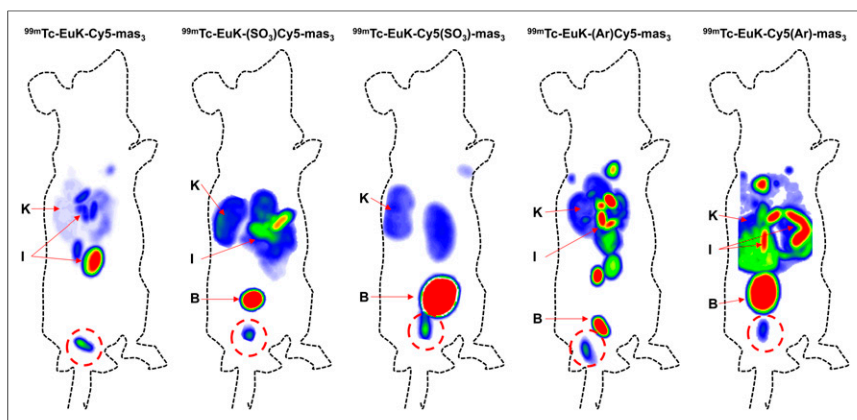 99mTc-EuK-Cy5-mas3
99mTc-EuK-(SO3)Cy5-mas3
99mTc-EuK-Cy5(SO3)-mas3
99mTc-EuK-(Ar)Cy5-mas3
99mTc-EuK-Cy5(Ar)-mas3
K
I
K
I
B
K
B
K
I
B
K
I
B